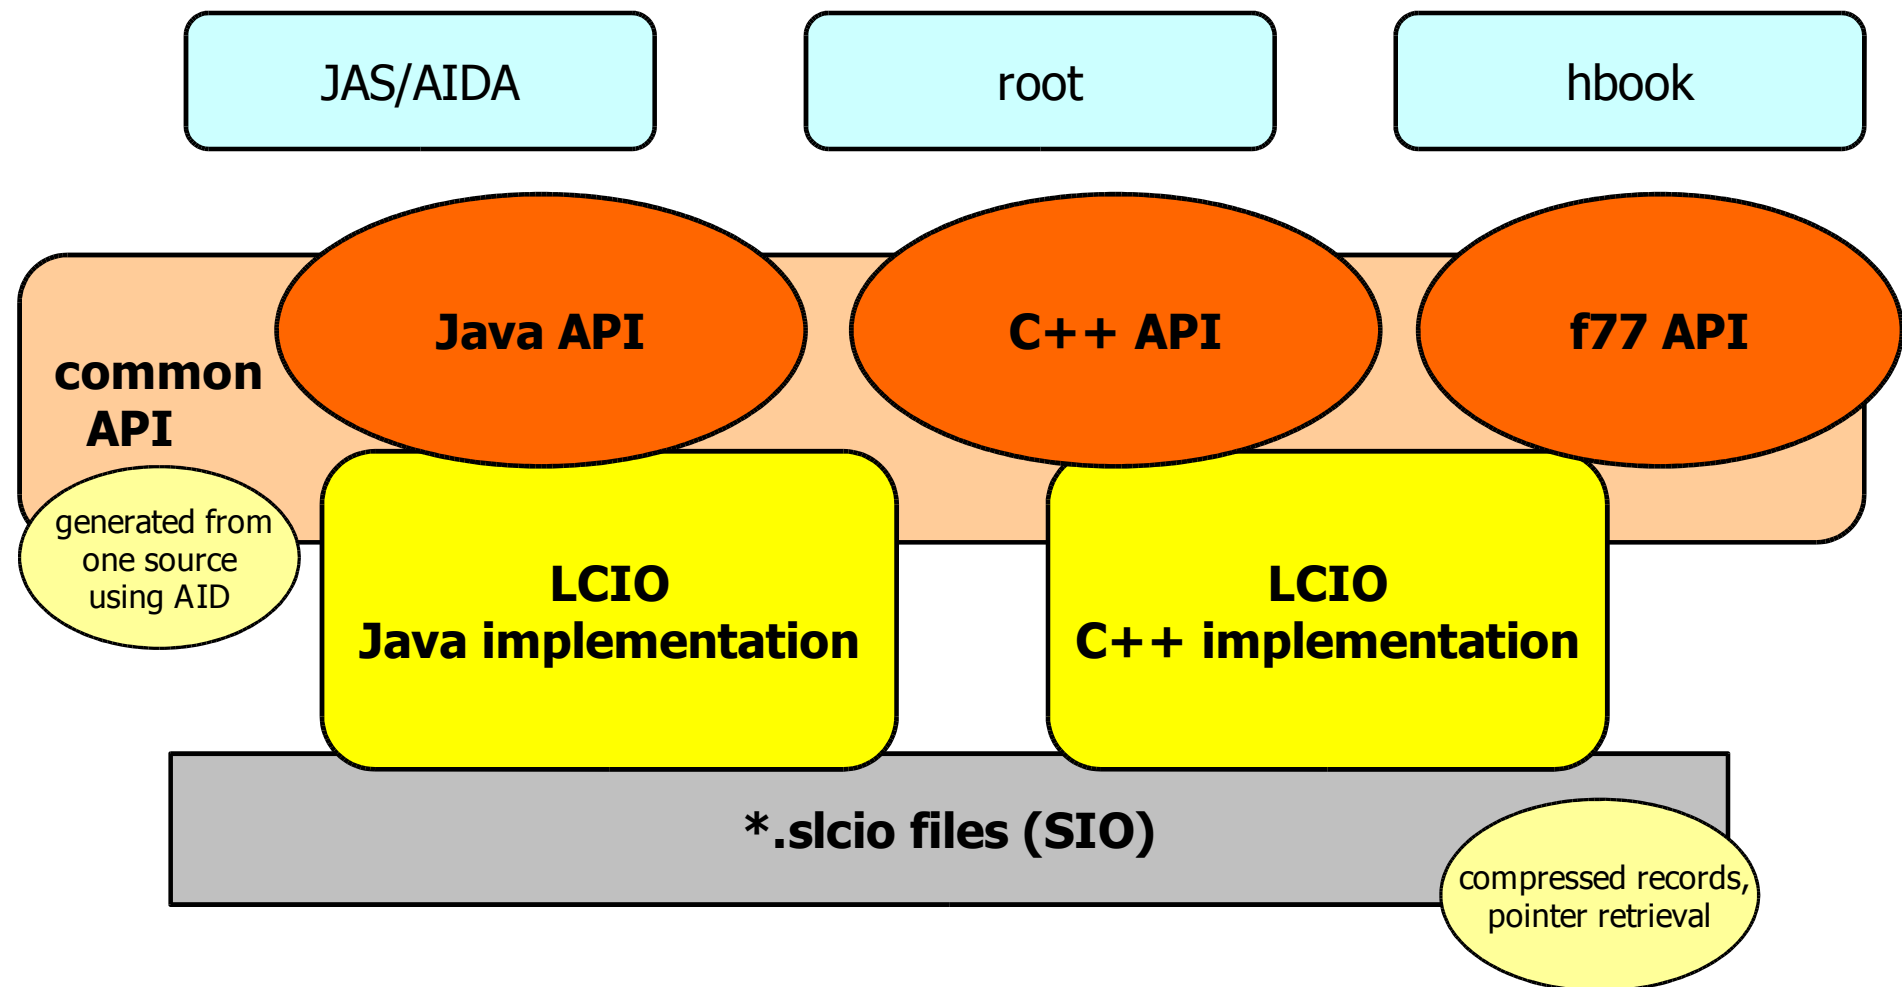 JAS/AIDA
root
hbook
Java API
C++ API
f77 API
common
API
generated from
one source
using AID
LCIO
Java implementation
LCIO
C++ implementation
*.slcio files (SIO)
compressed records,
pointer retrieval